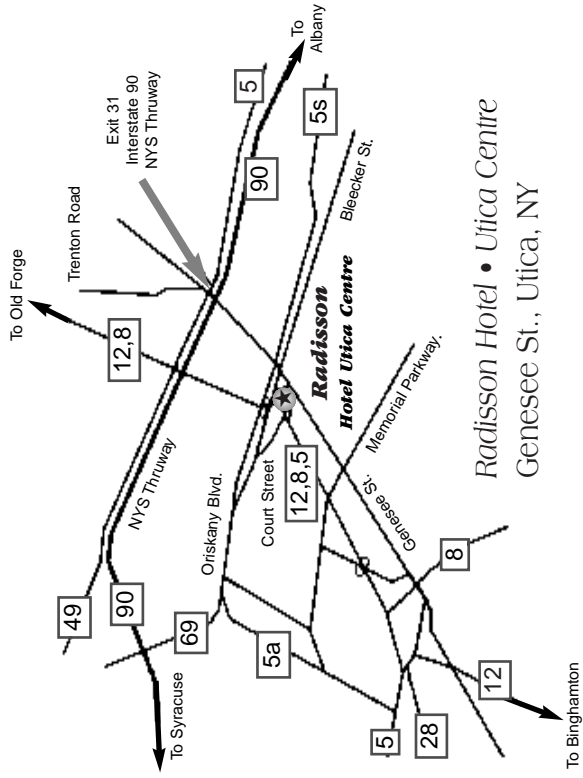 To Old Forge
Trenton Road
Exit 31
Interstate 90
NYS Thruway
To
Albany
12,8
5
90
5s
49
NYS Thruway
90
To Syracuse
69
Oriskany Blvd.
Court Street
12,8,5
Radisson
Hotel Utica Centre
Bleecker St.
Memorial Parkway.
Genesee St.
5a
8
5
28
12
To Binghamton
Radisson Hotel • Utica Centre
Genesee St., Utica, NY